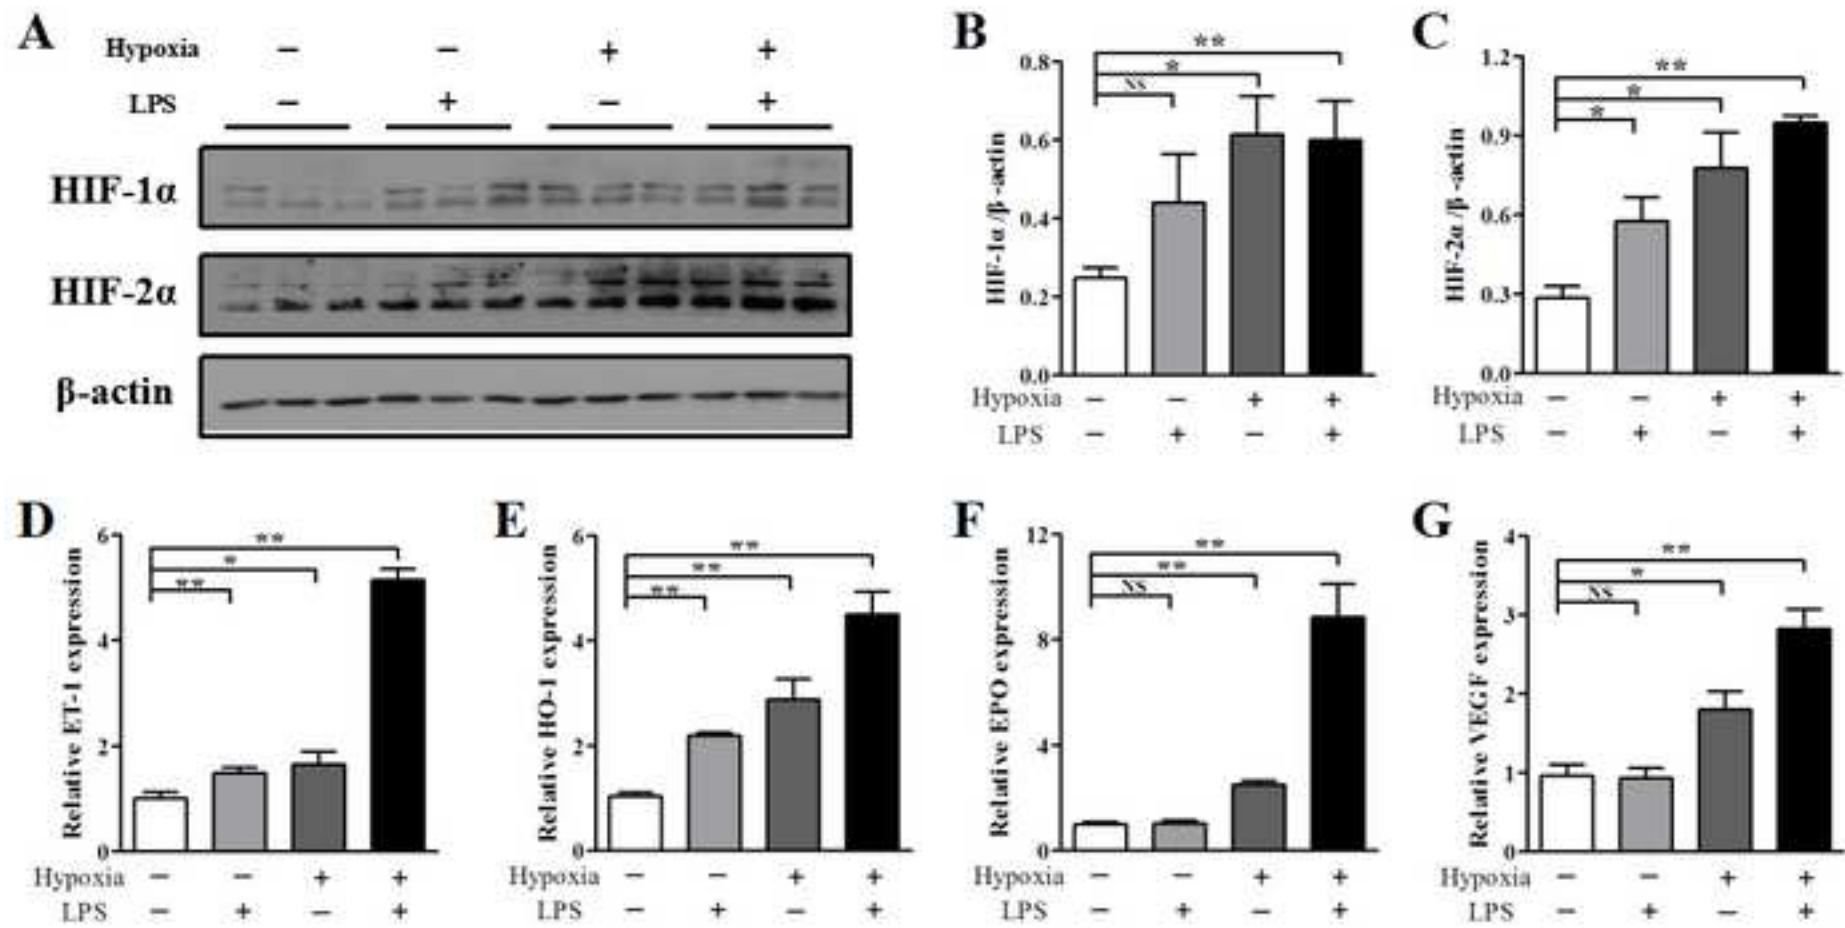 A
Hypoxia − − + +
LPS − + − +
HIF-1α
HIF-2α
β-actin
B
HIF-1α /β -actin
0.8
0.6
0.4
0.2
0.0
**
*
NS
Hypoxia − − + +
LPS − + − +
C
HIF-2α /β -actin
1.2
0.9
0.6
0.3
0.0
**
*
*
Hypoxia − − + +
LPS − + − +
D
Relative ET-1 expression
6
4
2
0
**
*
**
Hypoxia − − + +
LPS − + − +
E
Relative HO-1 expression
6
4
2
0
**
**
**
Hypoxia − − + +
LPS − + − +
F
Relative EPO expression
12
8
4
0
**
**
NS
Hypoxia − − + +
LPS − + − +
G
Relative VEGF expression
4
3
2
1
0
**
*
NS
Hypoxia − − + +
LPS − + − +